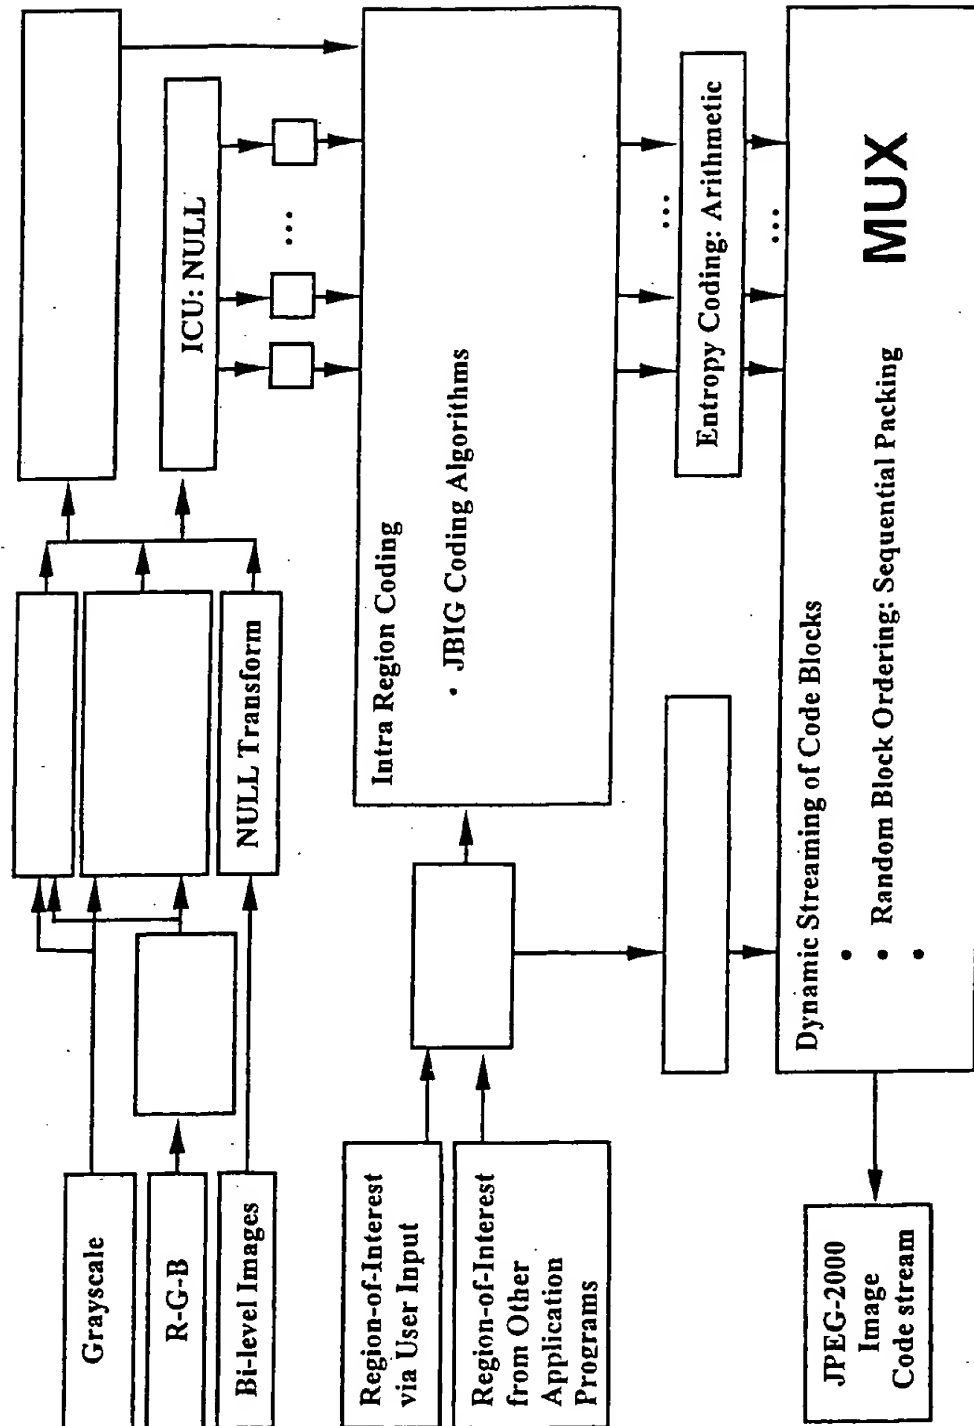 Grayscale
R-G-B
Bi-level Images
NULL Transform
ICU: NULL
...
Region-of-Interest
via User Input
Region-of-Interest
from Other
Application
Programs
Intra Region Coding
• JBIG Coding Algorithms
...
Entropy Coding: Arithmetic
...
Dynamic Streaming of Code Blocks
•
• Random Block Ordering: Sequential Packing
•
MUX
JPEG-2000
Image
Code stream